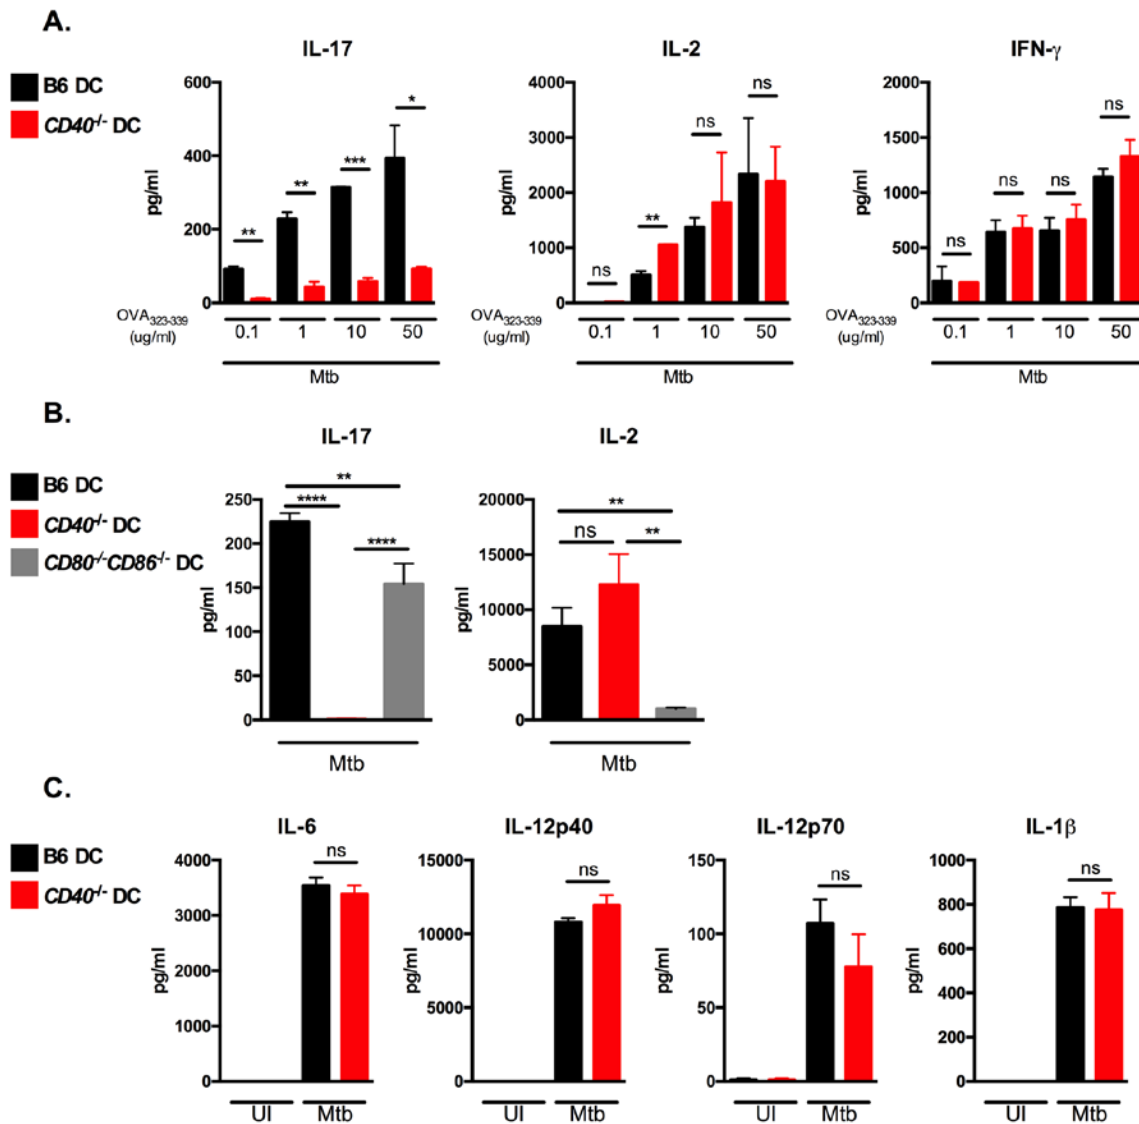 A.
IL-17
IL-2
IFN-γ
B6 DC
CD40-/- DC
600
400
200
0
pg/ml
**
**
***
*
OVA323-339
(ug/ml)
0.1
1
10
50
Mtb
4000
3000
2000
1000
0
pg/ml
ns
**
ns
ns
OVA323-339
(ug/ml)
0.1
1
10
50
Mtb
2000
1500
1000
500
0
pg/ml
ns
ns
ns
ns
OVA323-339
(ug/ml)
0.1
1
10
50
Mtb
B.
IL-17
IL-2
B6 DC
CD40-/- DC
CD80-/-CD86-/- DC
250
200
150
100
50
0
pg/ml
**
****
****
Mtb
20000
15000
10000
5000
0
pg/ml
**
ns
**
Mtb
C.
IL-6
IL-12p40
IL-12p70
IL-1β
B6 DC
CD40-/- DC
4000
3000
2000
1000
0
pg/ml
ns
UI
Mtb
15000
10000
5000
0
pg/ml
ns
UI
Mtb
150
100
50
0
pg/ml
ns
UI
Mtb
1000
800
600
400
200
0
pg/ml
ns
UI
Mtb